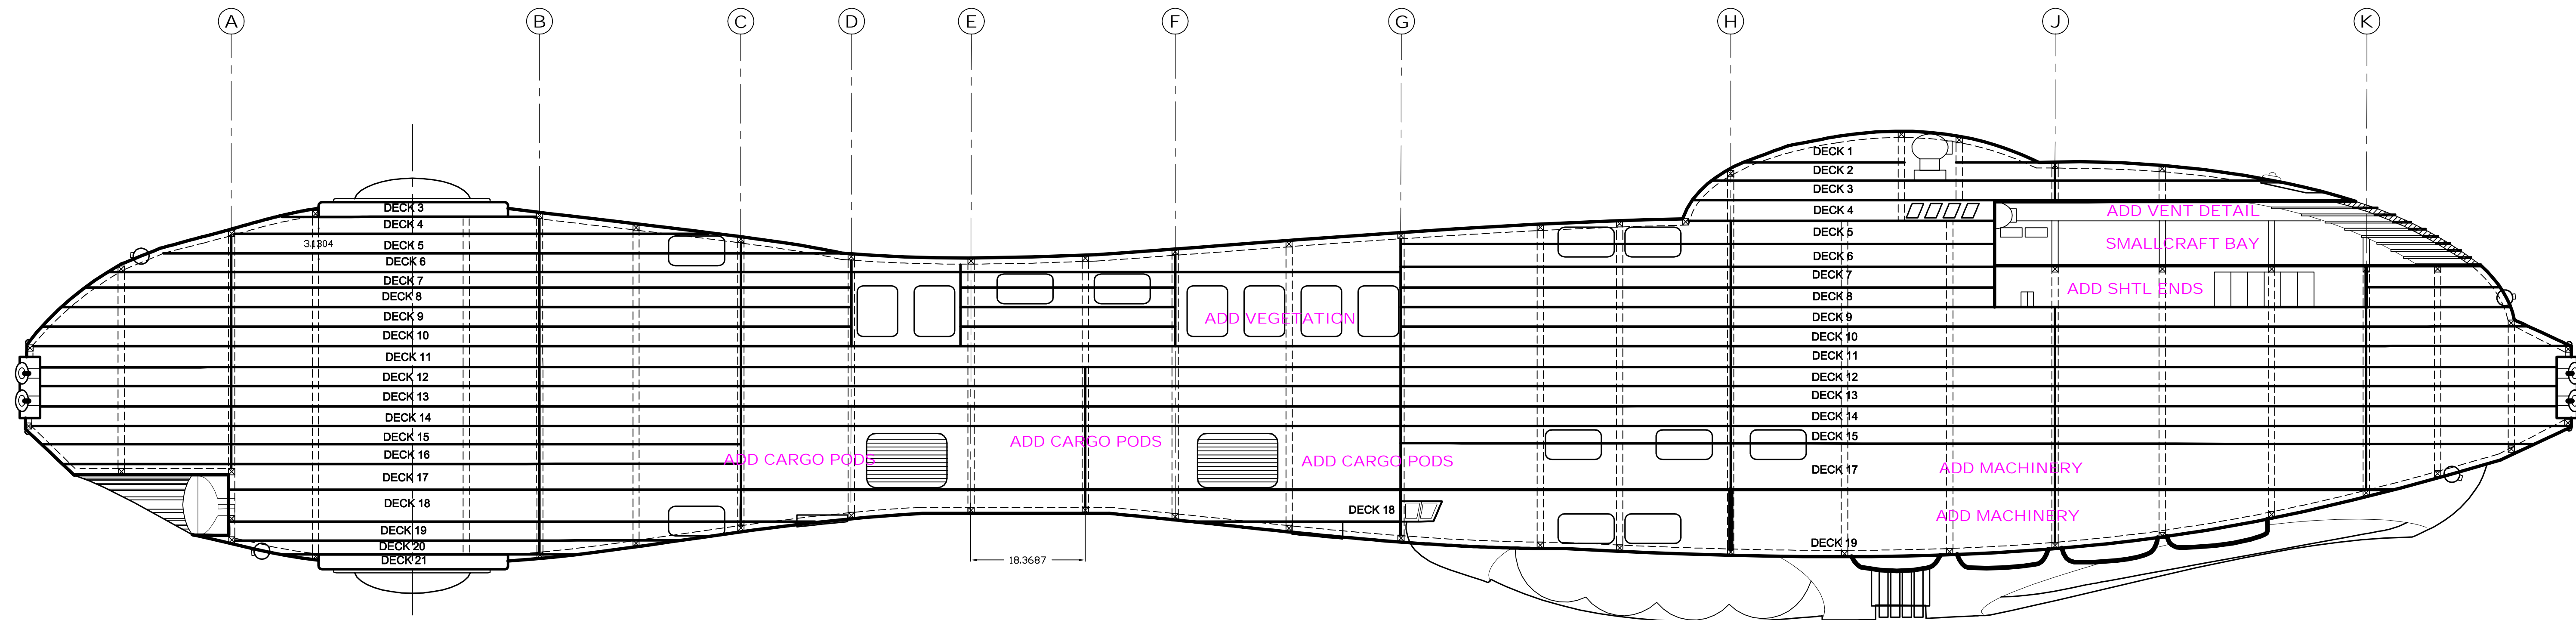 A B C D E F G H J K
DECK 3
DECK 4
3.1304
DECK 5
DECK 6
DECK 7
DECK 8
DECK 9
DECK 10
DECK 11
DECK 12
DECK 13
DECK 14
DECK 15
DECK 16
DECK 17
DECK 18
DECK 19
DECK 20
DECK 21
ADD CARGO PODS
ADD CARGO PODS
18.3687
ADD VEGETATION
ADD CARGO PODS
DECK 18
DECK 1
DECK 2
DECK 3
DECK 4
DECK 5
DECK 6
DECK 7
DECK 8
DECK 9
DECK 10
DECK 11
DECK 12
DECK 13
DECK 14
DECK 15
DECK 17
DECK 19
ADD VENT DETAIL
SMALLCRAFT BAY
ADD SHTL ENDS
ADD MACHINERY
ADD MACHINERY